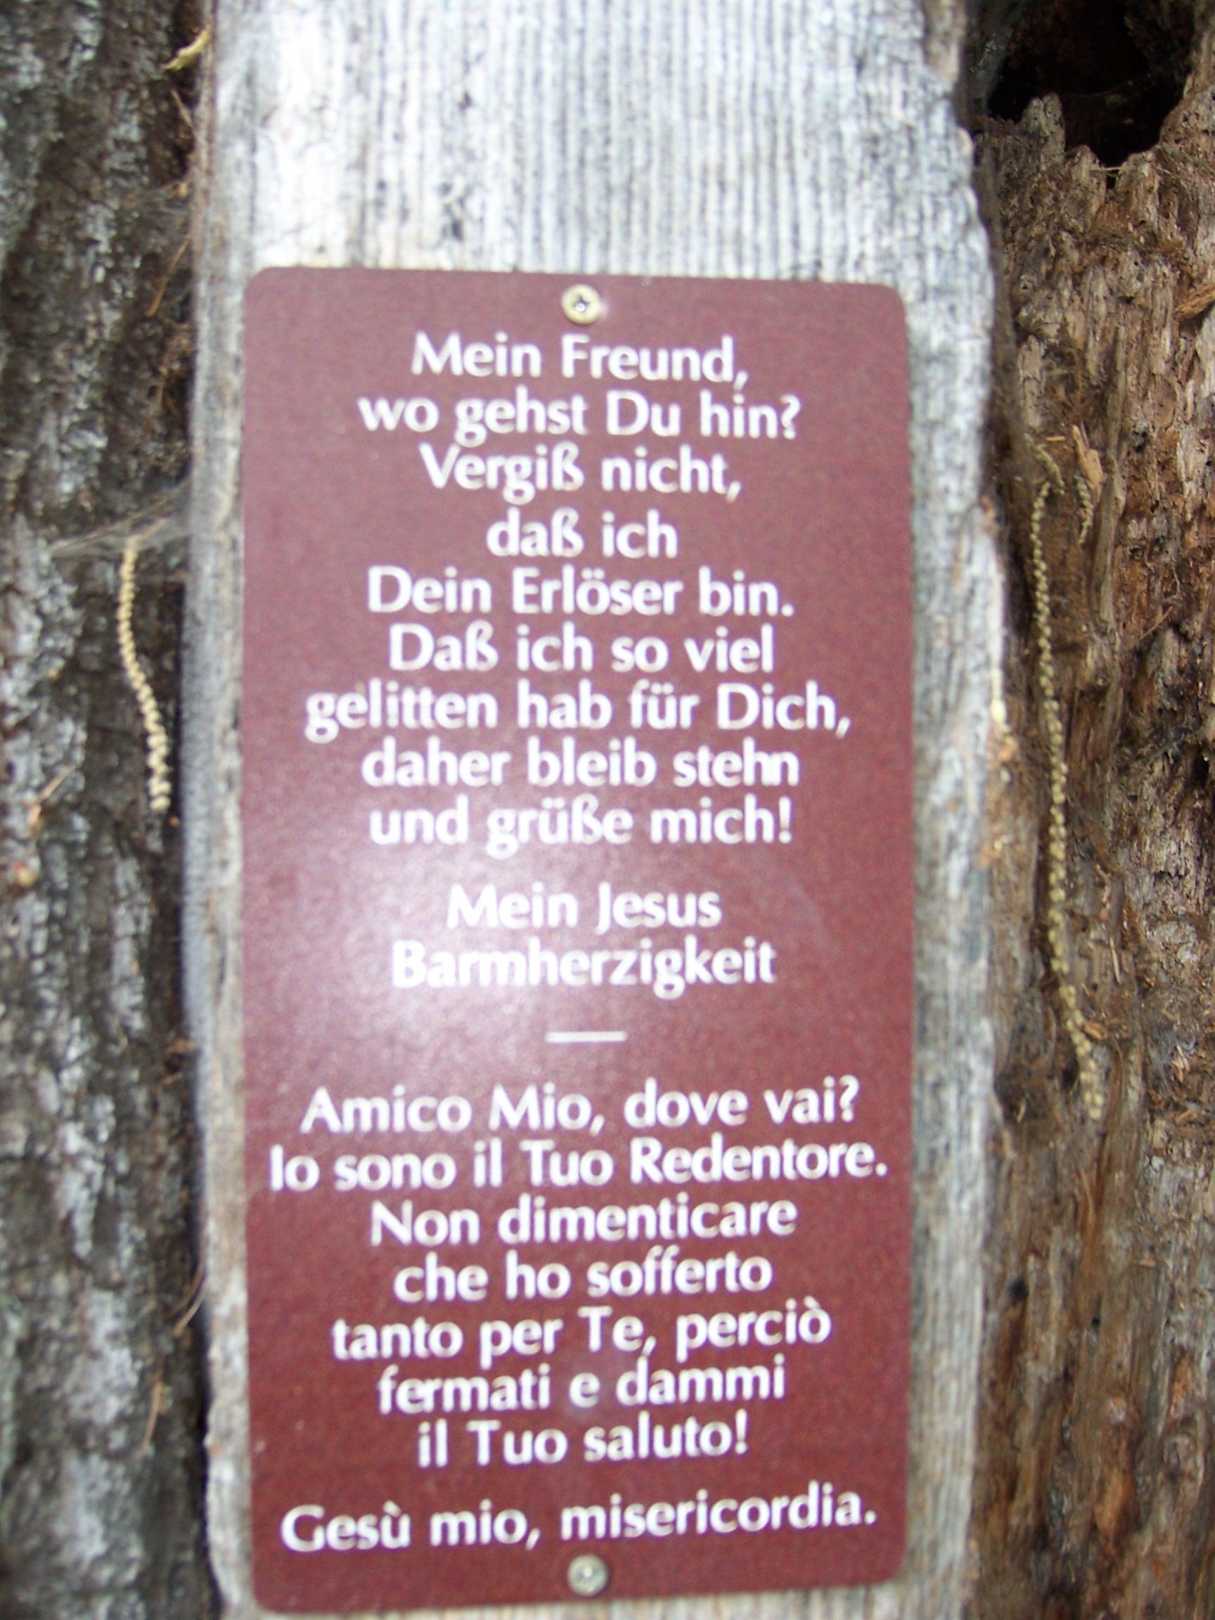 Mein Freund,
wo gehst Du hin?
Vergiß nicht,
daß ich
Dein Erlöser bin.
Daß ich so viel
gelitten hab für Dich,
daher bleib stehn
und grüße mich!
Mein Jesus
Barmherzigkeit
—
Amico Mio, dove vai?
Io sono il Tuo Redentore.
Non dimenticare
che ho sofferto
tanto per Te, perciò
fermati e dammi
il Tuo saluto!
Gesù mio, misericordia.